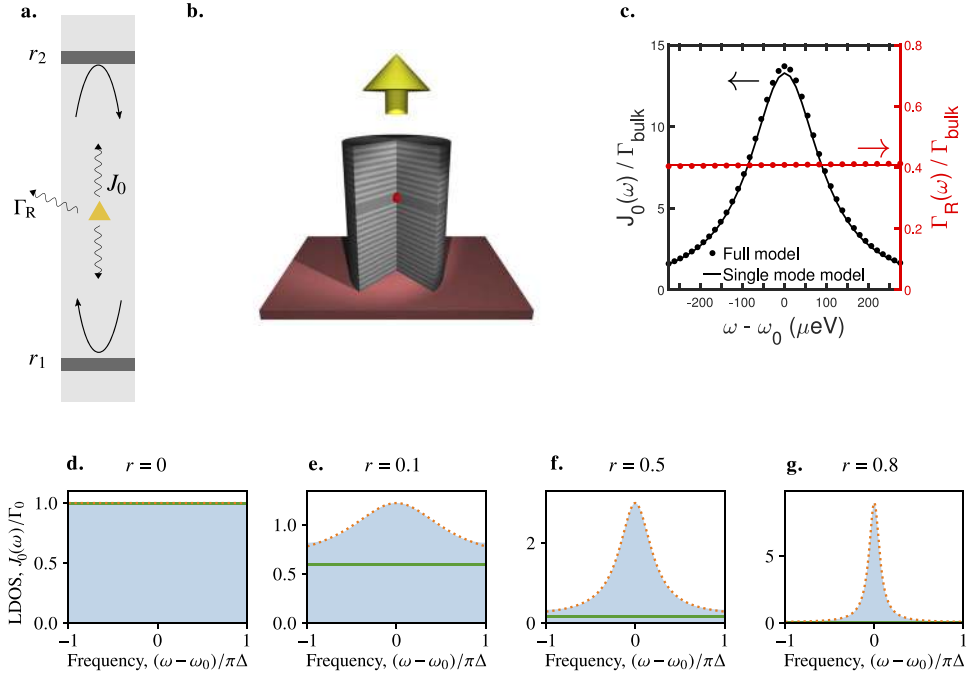 a.
r2
J0
ΓR
r1
b.
c.
J0(ω) / Γbulk
15
10
5
0
0.8
0.6
0.4
0.2
0
ΓR(ω) / Γbulk
Full model
Single mode model
-200 -100 0 100 200
ω - ω0 (μeV)
d. r = 0
LDOS, J0(ω)/Γ0
1.0
0.5
0.0
−1 0 1
Frequency, (ω−ω0)/πΔ
e. r = 0.1
1.0
0.5
0.0
−1 0 1
Frequency, (ω−ω0)/πΔ
f. r = 0.5
2
0
−1 0 1
Frequency, (ω−ω0)/πΔ
g. r = 0.8
5
0
−1 0 1
Frequency, (ω−ω0)/πΔ